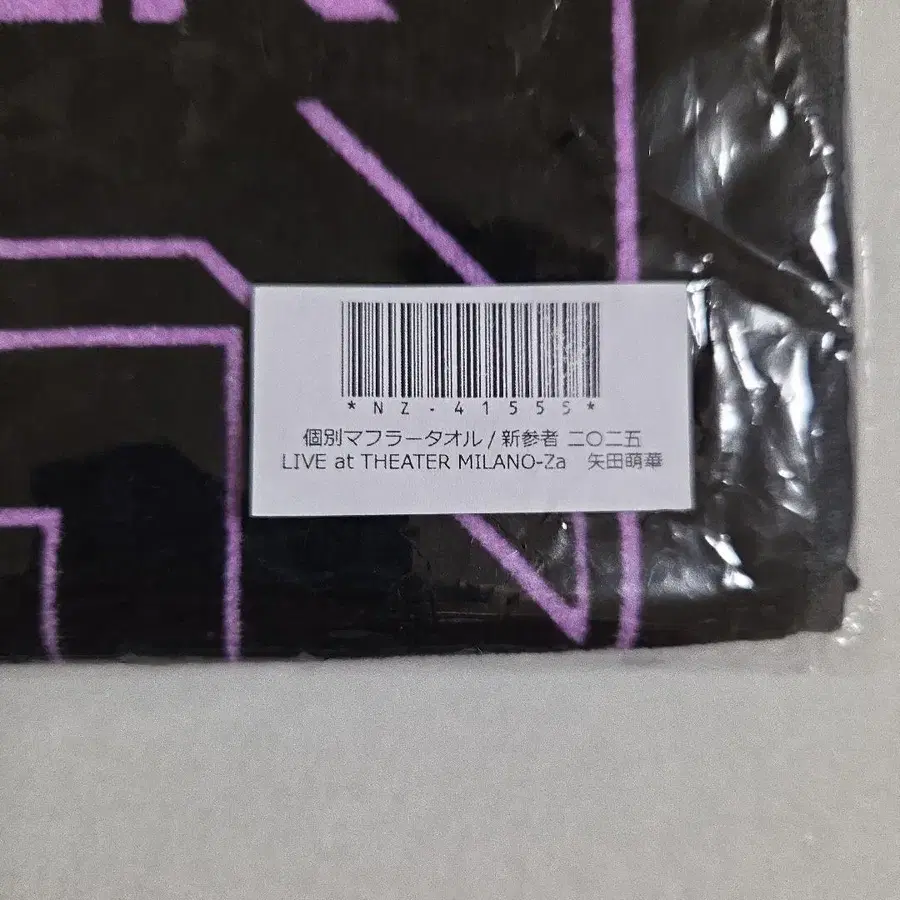 *NZ-41555*
個別マフラータオル / 新参者 二〇二五
LIVE at THEATER MILANO-Za　矢田萌華